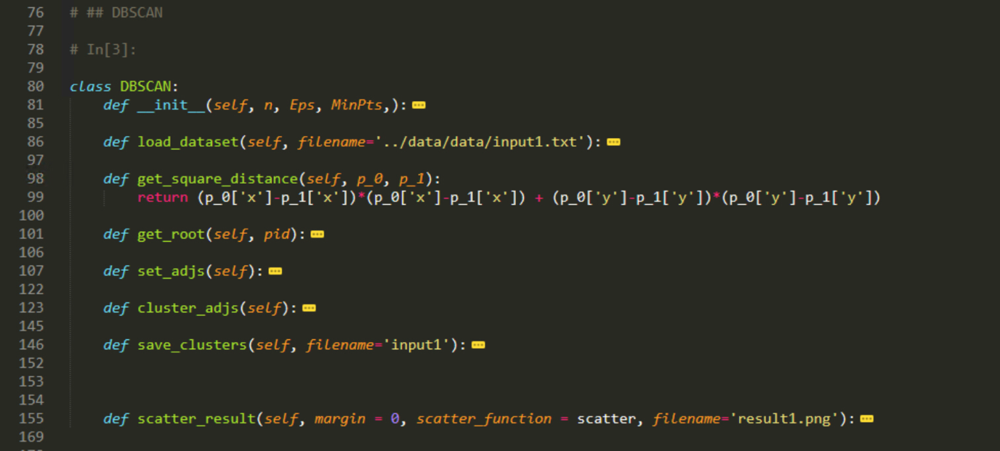 76 # ## DBSCAN
77
78 # In[3]:
79
80 class DBSCAN:
81 def __init__(self, n, Eps, MinPts,):
85
86 def load_dataset(self, filename='../data/data/input1.txt'):
97
98 def get_square_distance(self, p_0, p_1):
99 return (p_0['x']-p_1['x'])*(p_0['x']-p_1['x']) + (p_0['y']-p_1['y'])*(p_0['y']-p_1['y'])
100
101 def get_root(self, pid):
106
107 def set_adjs(self):
122
123 def cluster_adjs(self):
145
146 def save_clusters(self, filename='input1'):
152
153
154
155 def scatter_result(self, margin = 0, scatter_function = scatter, filename='result1.png'):
169